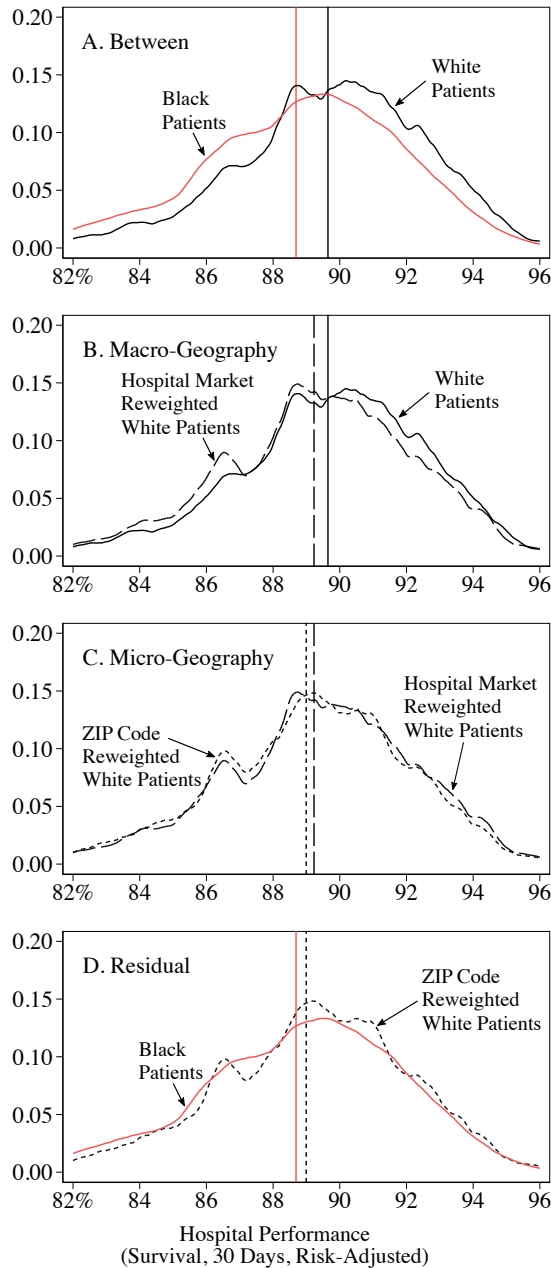 0.20
A. Between
0.15
White
Patients
Black
Patients
0.10
0.05
0.00
82% 84 86 88 90 92 94 96
0.20
B. Macro-Geography
Hospital Market
Reweighted
White Patients
White
Patients
0.15
0.10
0.05
0.00
82% 84 86 88 90 92 94 96
0.20
C. Micro-Geography
0.15
Hospital Market
Reweighted
White Patients
ZIP Code
Reweighted
White Patients
0.10
0.05
0.00
82% 84 86 88 90 92 94 96
0.20
D. Residual
ZIP Code
Reweighted
White Patients
0.15
Black
Patients
0.10
0.05
0.00
82% 84 86 88 90 92 94 96
Hospital Performance
(Survival, 30 Days, Risk-Adjusted)